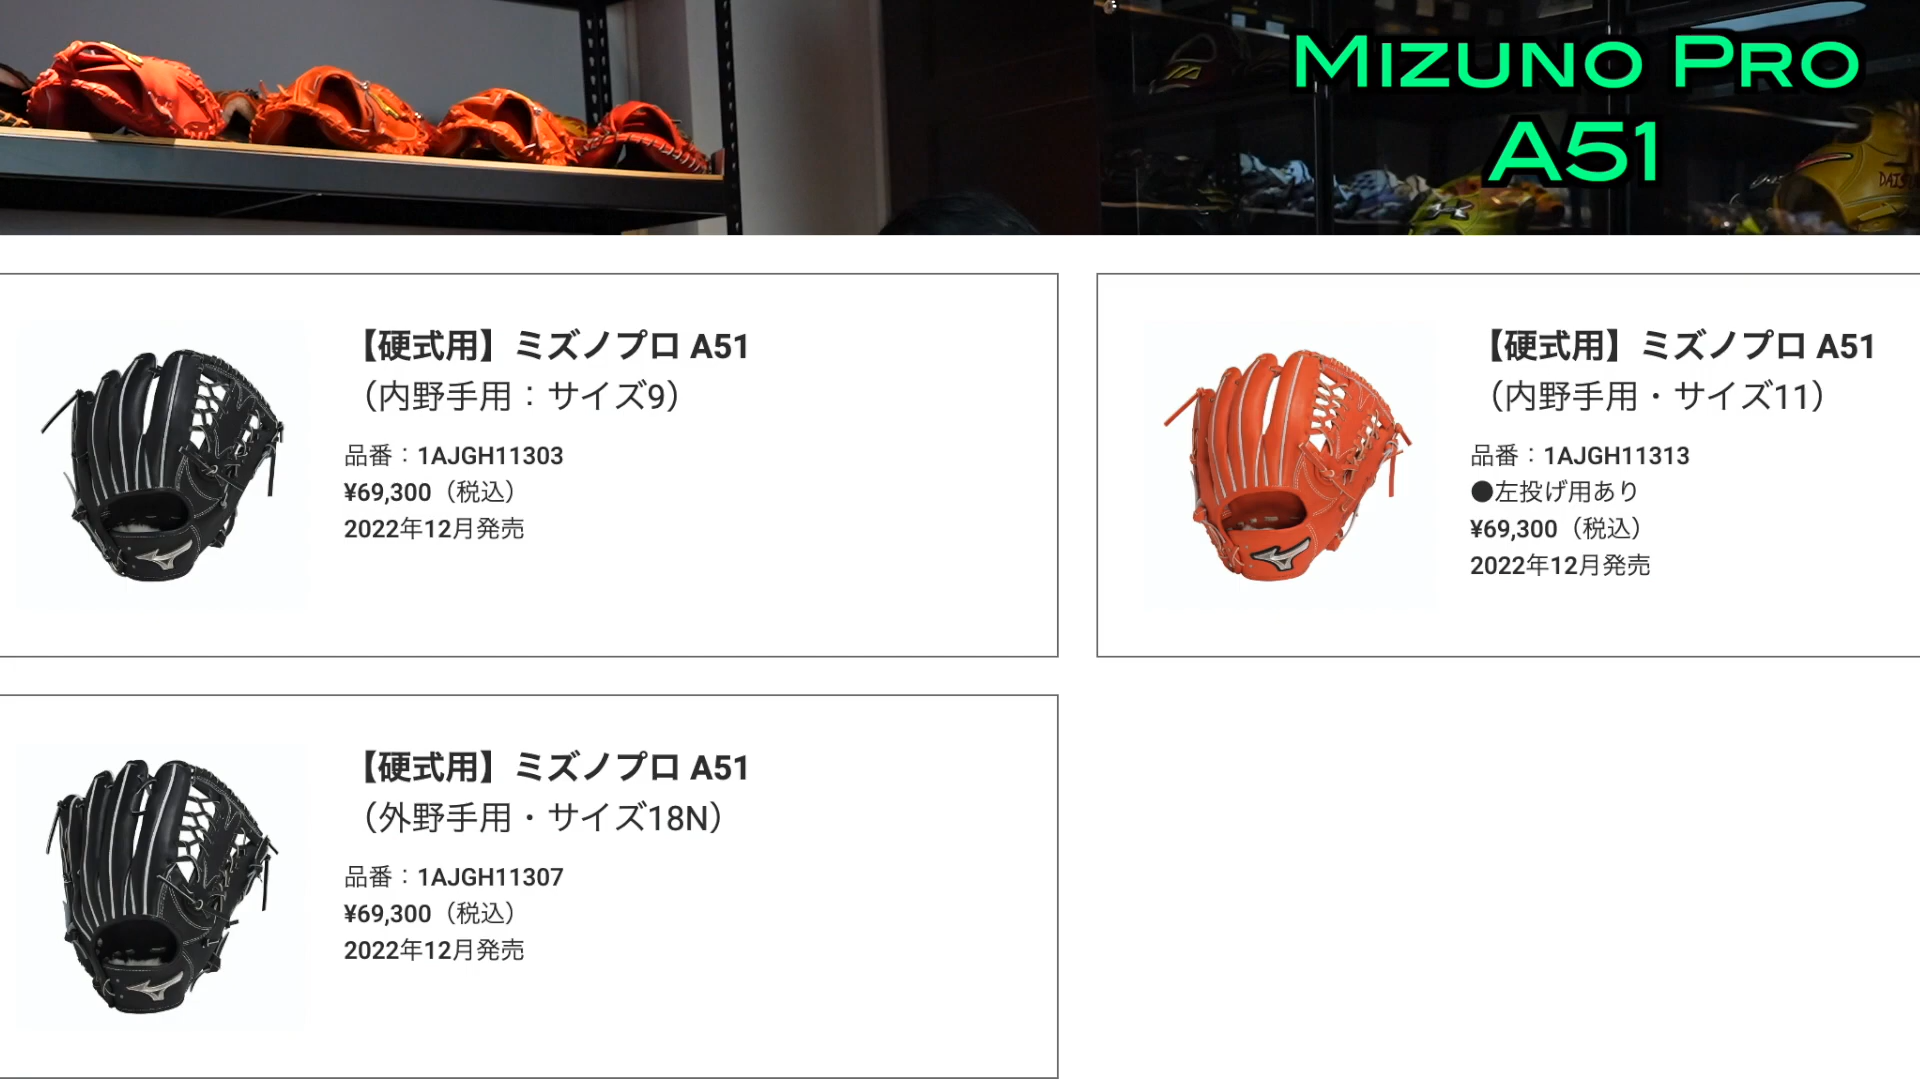 MIZUNO PRO
A51
【硬式用】ミズノプロ A51
（内野手用：サイズ9）
品番：1AJGH11303
¥69,300（税込）
2022年12月発売
【硬式用】ミズノプロ A51
（内野手用・サイズ11）
品番：1AJGH11313
●左投げ用あり
¥69,300（税込）
2022年12月発売
【硬式用】ミズノプロ A51
（外野手用・サイズ18N）
品番：1AJGH11307
¥69,300（税込）
2022年12月発売